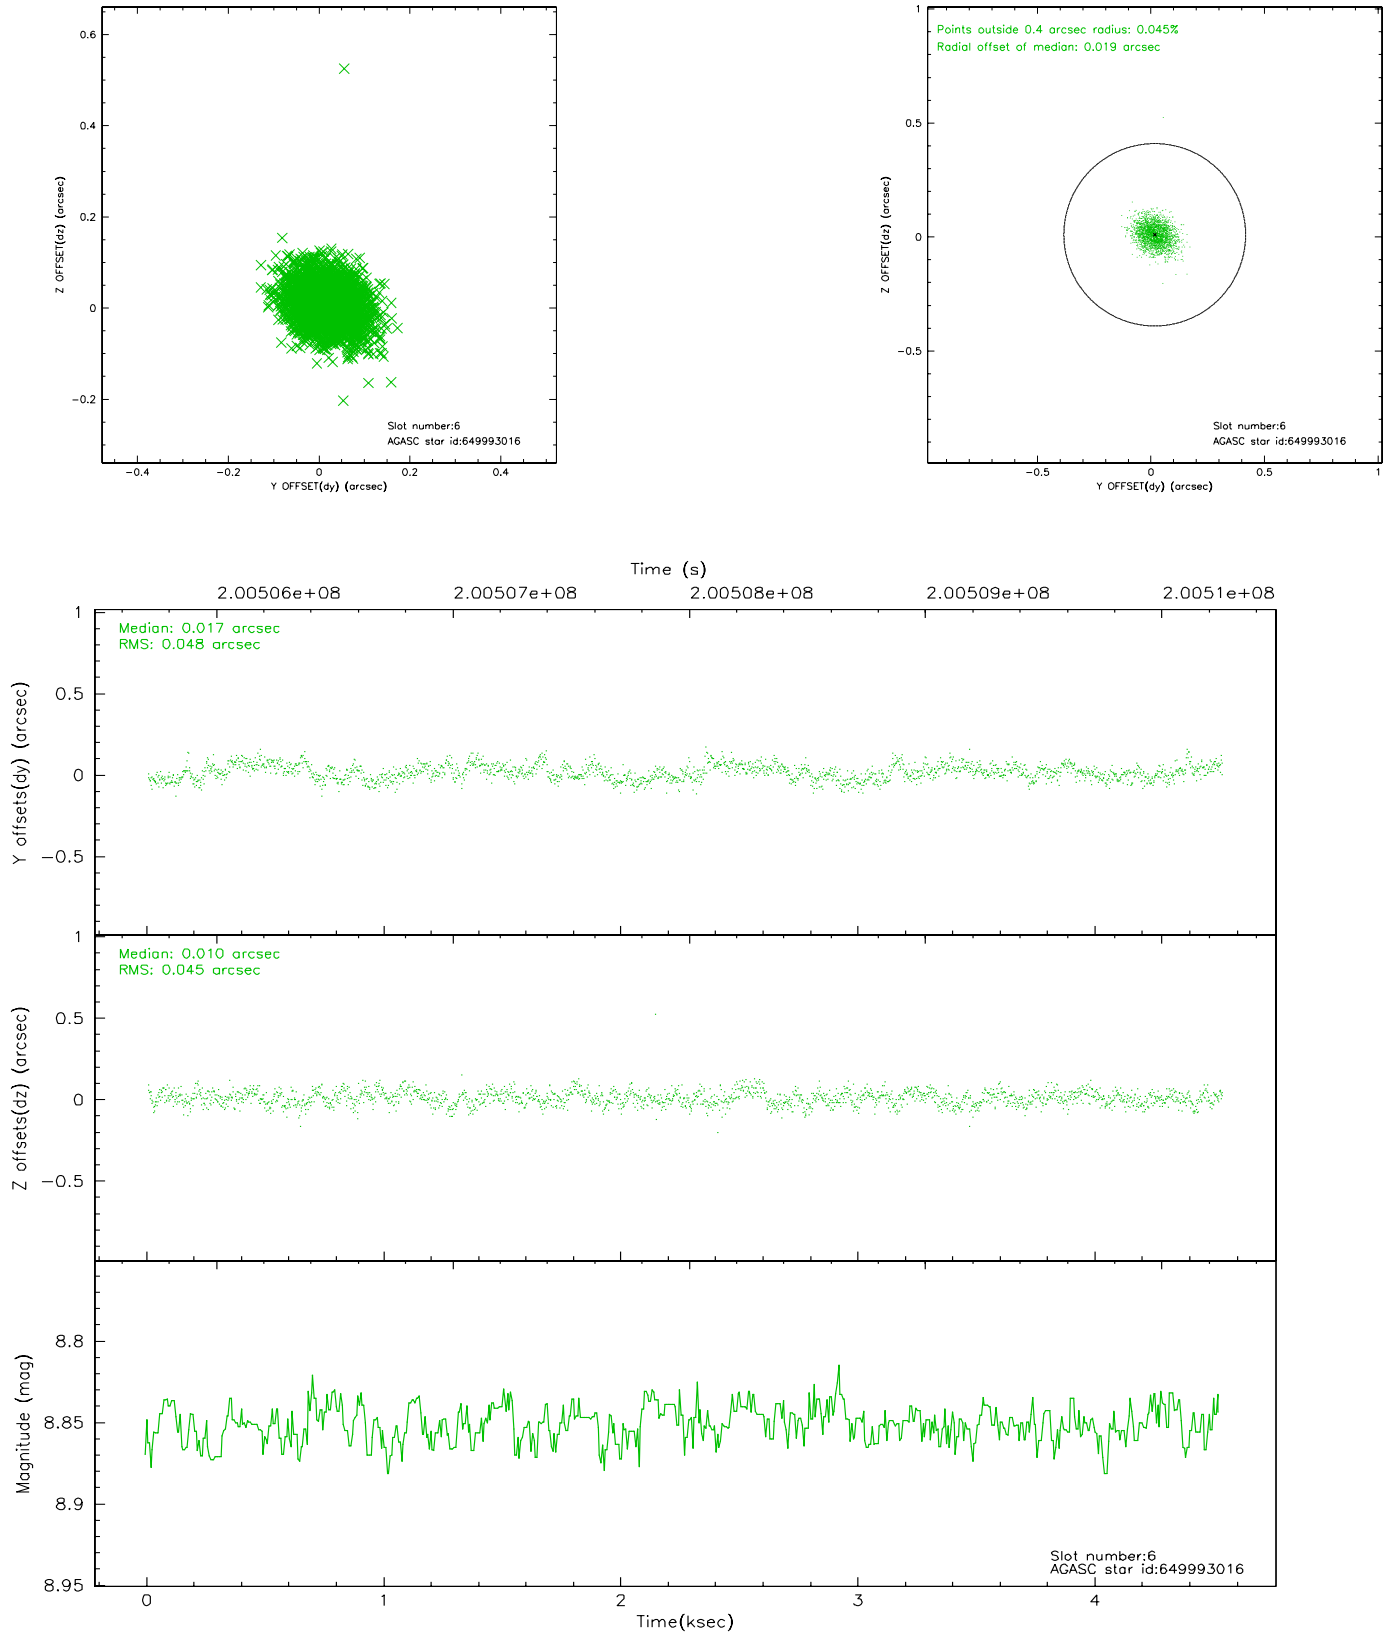 0.6
0.4
0.2
0
−0.2
Z OFFSET(dz) (arcsec)
Slot number:6
AGASC star id:649993016
−0.4 −0.2 0 0.2 0.4
Y OFFSET(dy) (arcsec)
1
0.5
0
−0.5
Z OFFSET(dz) (arcsec)
Points outside 0.4 arcsec radius: 0.045%
Radial offset of median: 0.019 arcsec
Slot number:6
AGASC star id:649993016
−0.5 0 0.5 1
Y OFFSET(dy) (arcsec)
Time (s)
2.00506e+08 2.00507e+08 2.00508e+08 2.00509e+08 2.0051e+08
1
0.5
0
−0.5
Y offsets(dy) (arcsec)
Median: 0.017 arcsec
RMS: 0.048 arcsec
1
0.5
0
−0.5
Z offsets(dz) (arcsec)
Median: 0.010 arcsec
RMS: 0.045 arcsec
8.8
8.85
8.9
8.95
Magnitude (mag)
Slot number:6
AGASC star id:649993016
0 1 2 3 4
Time(ksec)